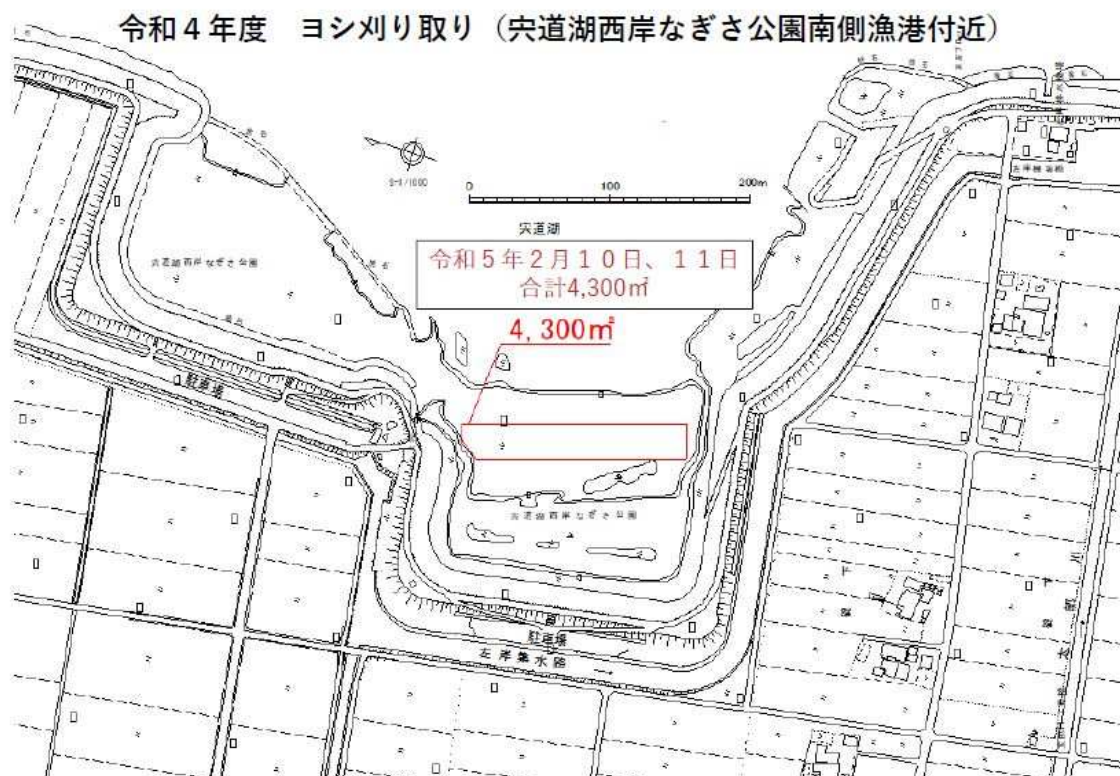 令和４年度　ヨシ刈り取り（宍道湖西岸なぎさ公園南側漁港付近）
S=1/1000
0 100 200m
宍道湖
令和５年２月１０日、１１日
合計4,300㎡
4,300㎡
宍道湖西岸なぎさ公園
駐車場
宍道湖西岸なぎさ公園
駐車場
左岸集水路